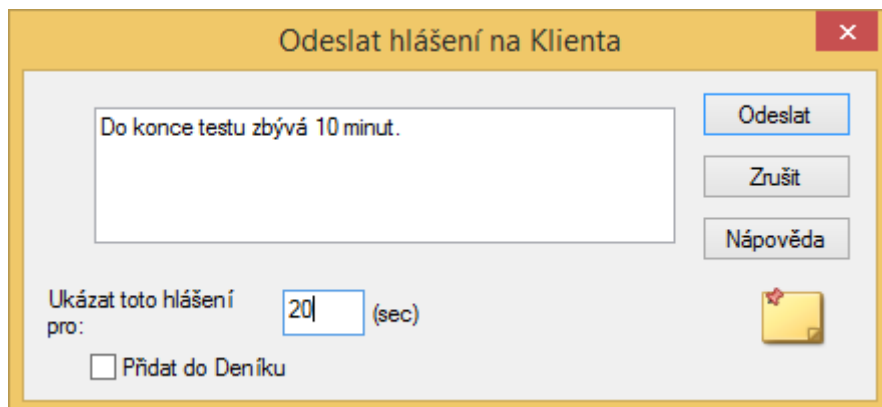 Odeslat hlášení na Klienta
Do konce testu zbývá 10 minut.
Odeslat
Zrušit
Nápověda
Ukázat toto hlášení
pro:
20
(sec)
Přidat do Deníku